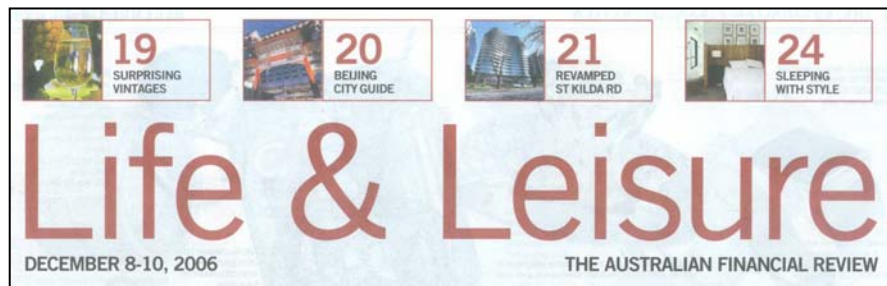 19
SURPRISING
VINTAGES
20
BEIJING
CITY GUIDE
21
REVAMPED
ST KILDA RD
24
SLEEPING
WITH STYLE
Life & Leisure
DECEMBER 8-10, 2006
THE AUSTRALIAN FINANCIAL REVIEW